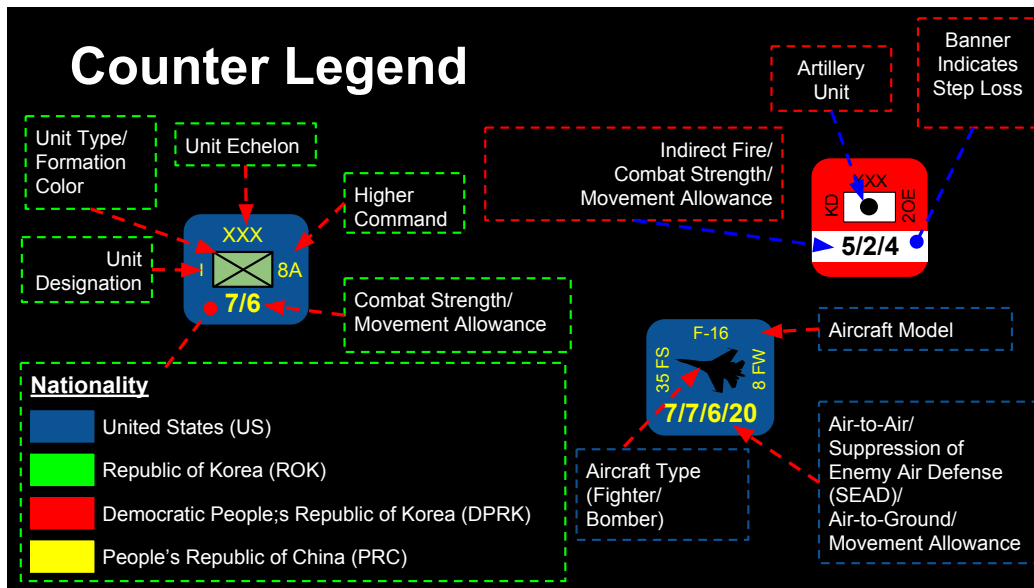 Counter Legend
Unit Type/
Formation
Color
Unit Echelon
Higher
Command
Unit
Designation
XXX
I
8A
7/6
Combat Strength/
Movement Allowance
Nationality
United States (US)
Republic of Korea (ROK)
Democratic People;s Republic of Korea (DPRK)
People's Republic of China (PRC)
Artillery
Unit
Banner
Indicates
Step Loss
Indirect Fire/
Combat Strength/
Movement Allowance
XXX
KD
2OE
5/2/4
Aircraft Model
F-16
35 FS
8 FW
7/7/6/20
Aircraft Type
(Fighter/
Bomber)
Air-to-Air/
Suppression of
Enemy Air Defense
(SEAD)/
Air-to-Ground/
Movement Allowance